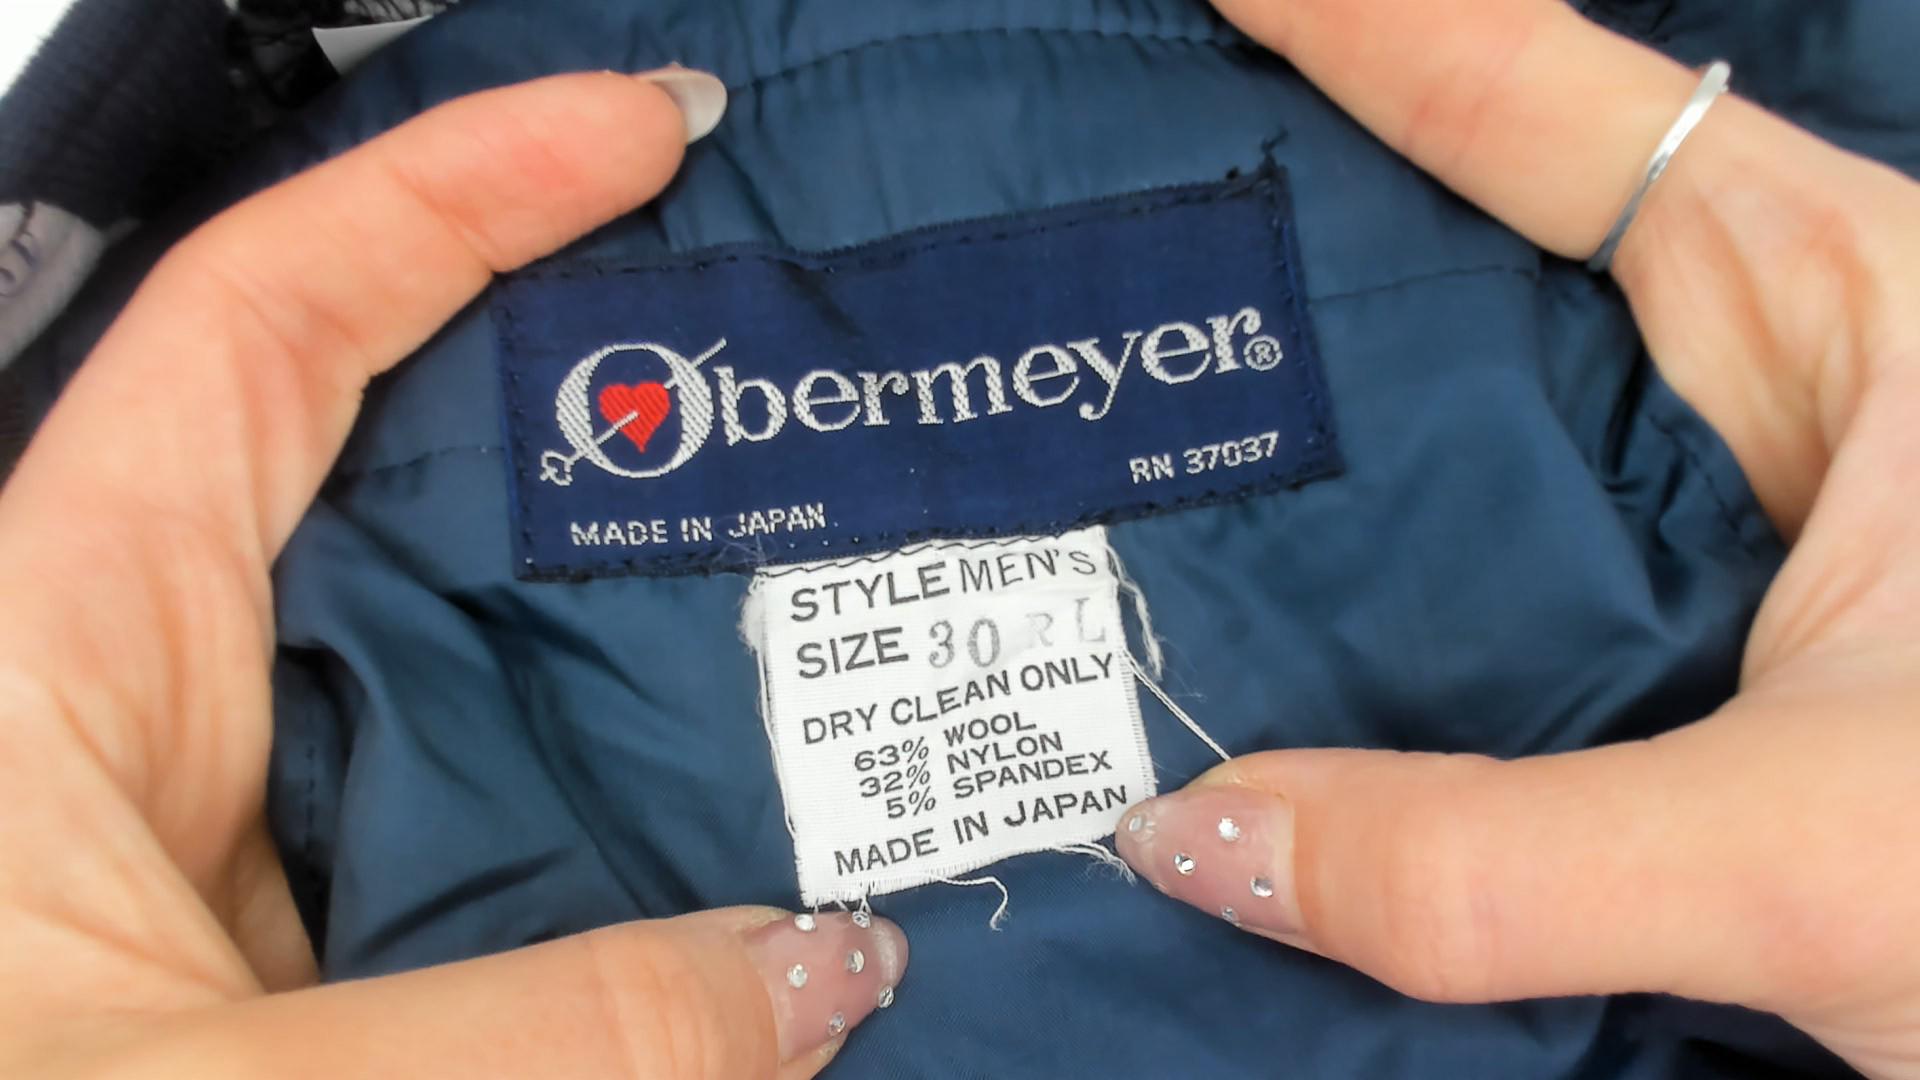 Obermeyer®
RN 37037
MADE IN JAPAN
STYLE MEN'S
SIZE 30 R L
DRY CLEAN ONLY
63% WOOL
32% NYLON
5% SPANDEX
MADE IN JAPAN